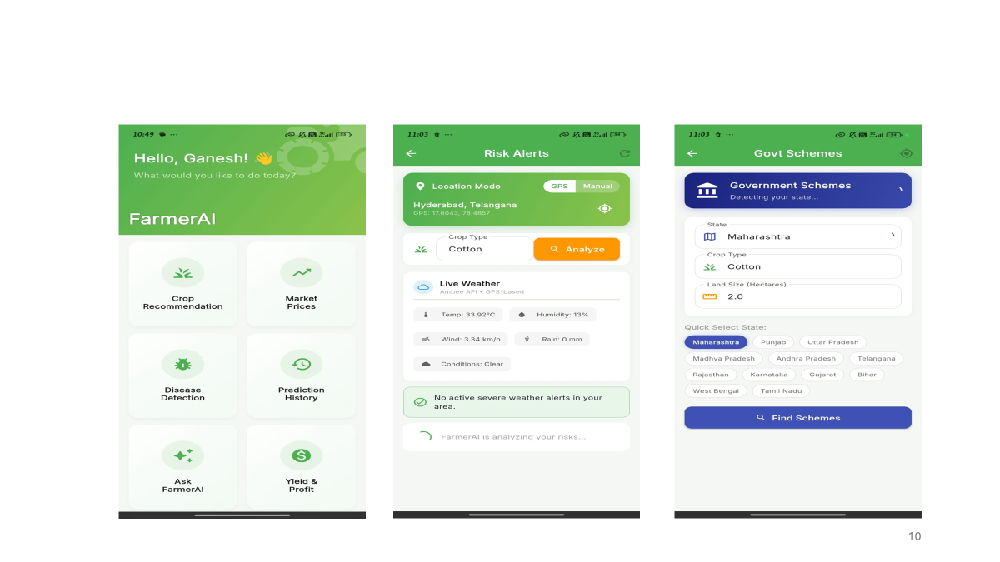 10:49
Hello, Ganesh! 👋
What would you like to do today?
FarmerAI
Crop
Recommendation
Market
Prices
Disease
Detection
Prediction
History
Ask
FarmerAI
Yield &
Profit
11:03
Risk Alerts
Location Mode
GPS
Manual
Hyderabad, Telangana
GPS: 17.6043, 78.4857
Crop Type
Cotton
Analyze
Live Weather
Ambee API • GPS-based
Temp: 33.92°C
Humidity: 13%
Wind: 3.34 km/h
Rain: 0 mm
Conditions: Clear
No active severe weather alerts in your
area.
FarmerAI is analyzing your risks...
11:03
Govt Schemes
Government Schemes
Detecting your state...
State
Maharashtra
Crop Type
Cotton
Land Size (Hectares)
2.0
Quick Select State:
Maharashtra
Punjab
Uttar Pradesh
Madhya Pradesh
Andhra Pradesh
Telangana
Rajasthan
Karnataka
Gujarat
Bihar
West Bengal
Tamil Nadu
Find Schemes
10